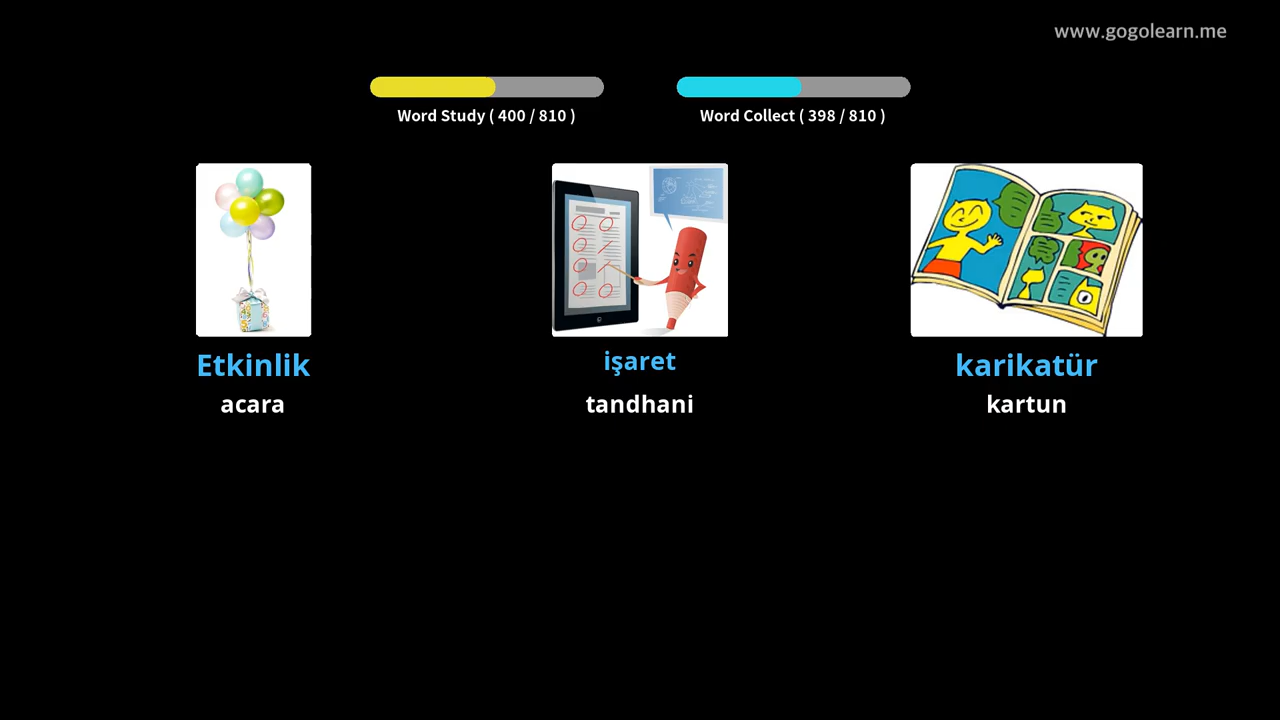 www.gogolearn.me
Word Study ( 400 / 810 )
Word Collect ( 398 / 810 )
Etkinlik
acara
işaret
tandhani
karikatür
kartun